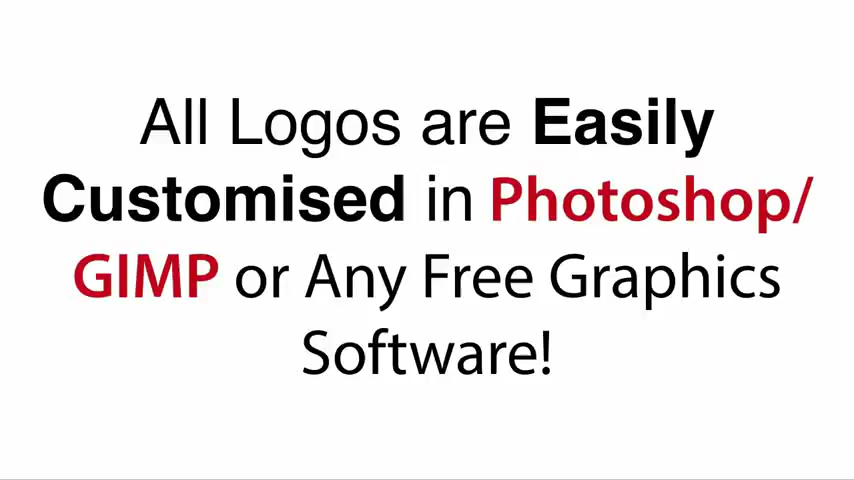 All Logos are Easily
Customised in Photoshop/
GIMP or Any Free Graphics
Software!